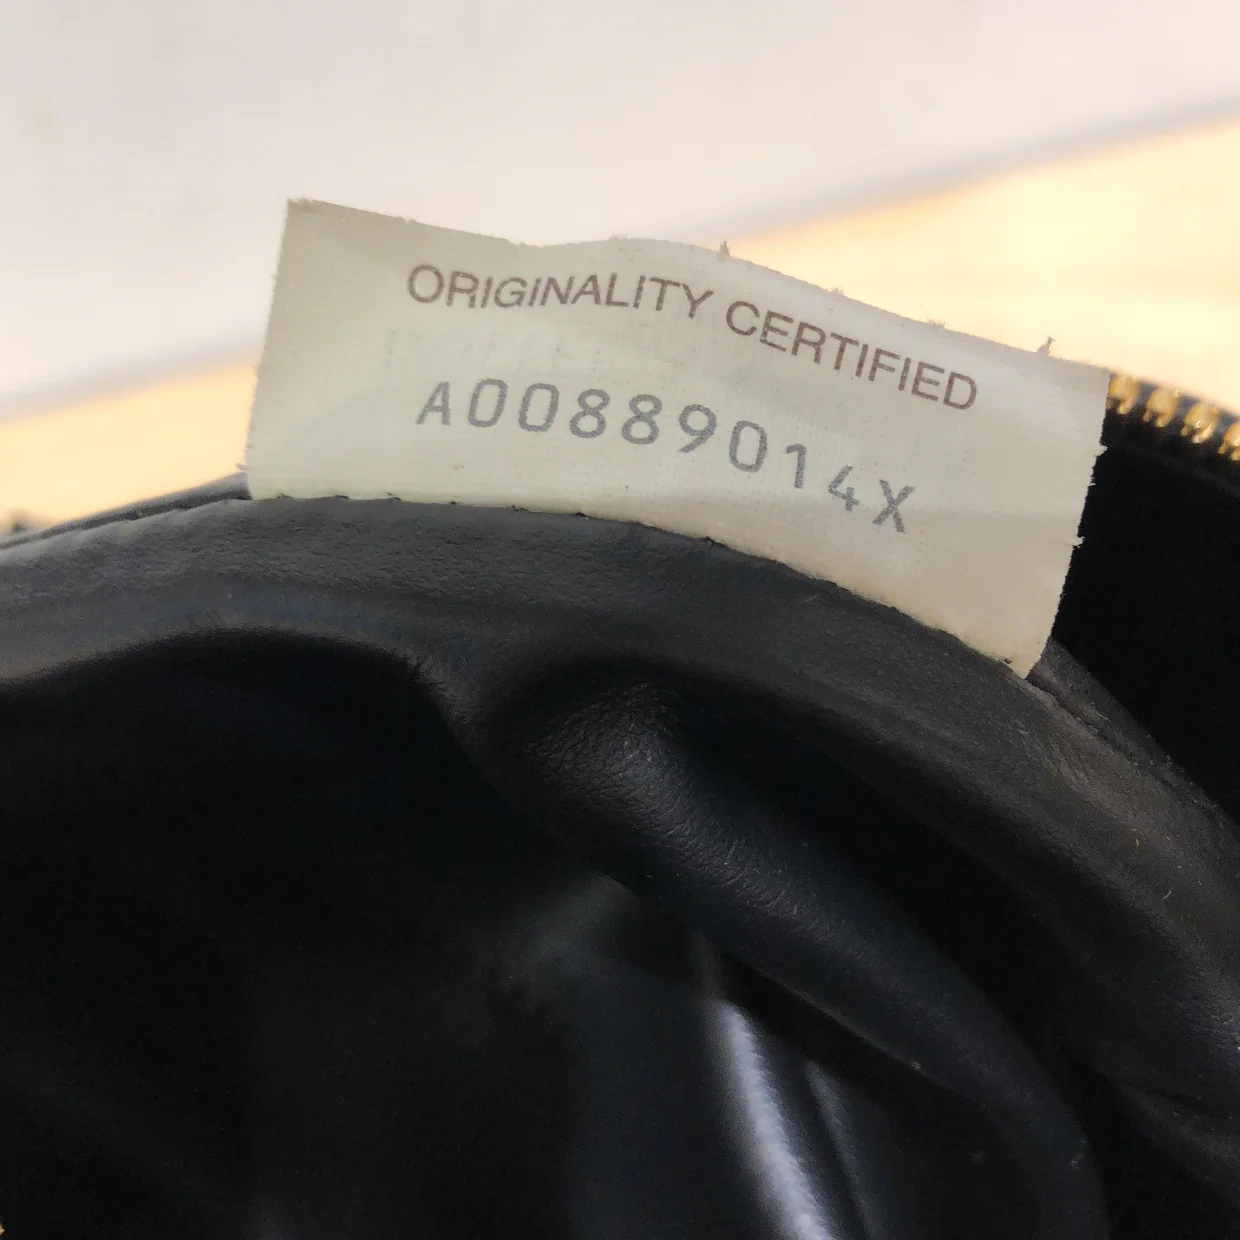 ORIGINALITY CERTIFIED
A00889014X